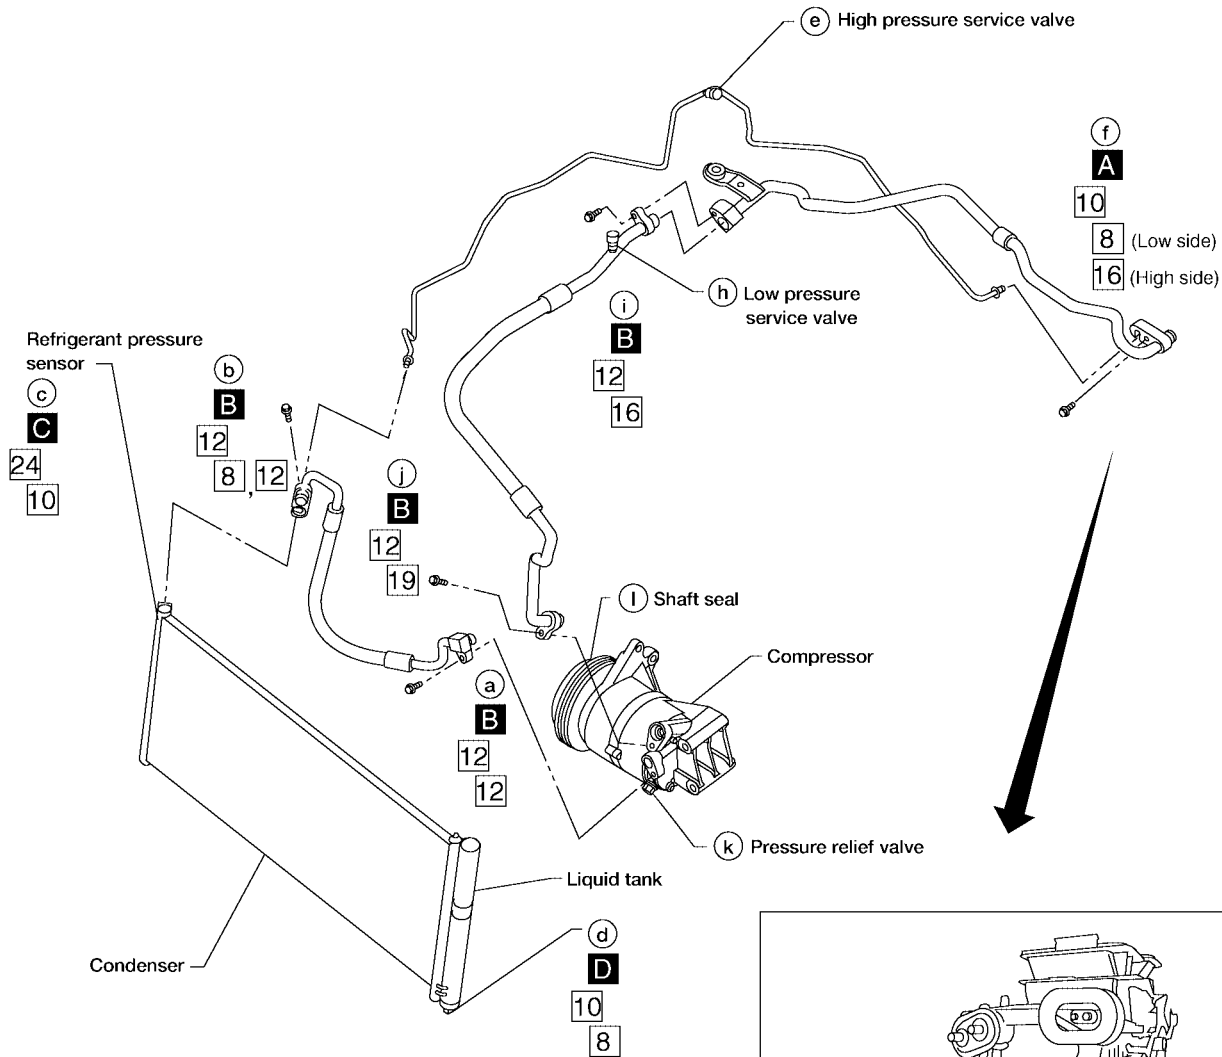 e High pressure service valve
f
A
10
8 (Low side)
16 (High side)
h Low pressure
service valve
i
B
12
16
Refrigerant pressure
sensor
c
C
24
10
b
B
12
8 , 12
j
B
12
19
l Shaft seal
Compressor
a
B
12
12
k Pressure relief valve
Liquid tank
Condenser
d
D
10
8